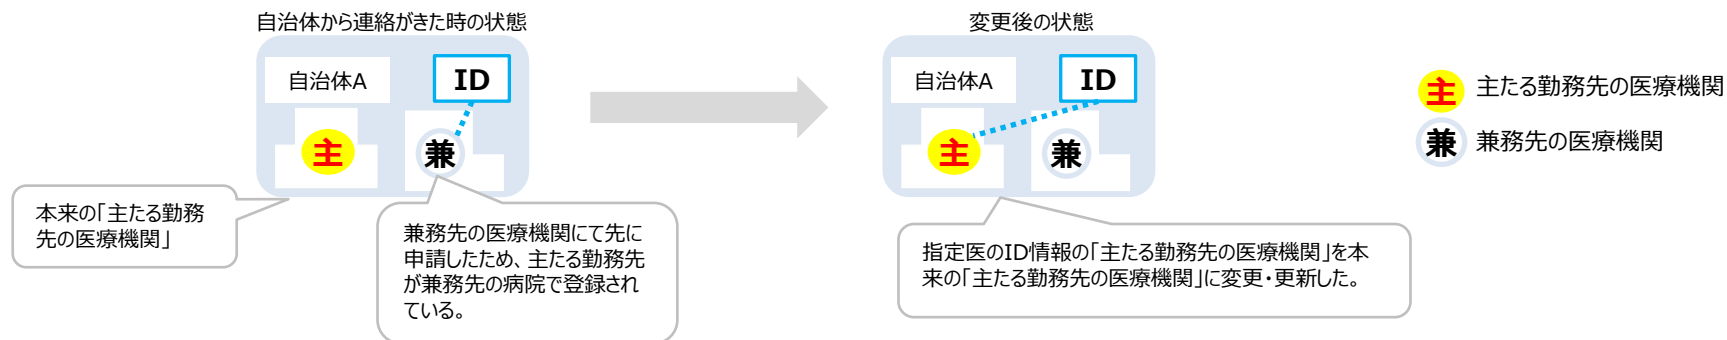 自治体から連絡がきた時の状態
自治体A
ID
主
兼
本来の「主たる勤務
先の医療機関」
兼務先の医療機関にて先に
申請したため、主たる勤務先
が兼務先の病院で登録され
ている。
変更後の状態
自治体A
ID
主
兼
指定医のID情報の「主たる勤務先の医療機関」を本
来の「主たる勤務先の医療機関」に変更・更新した。
主 主たる勤務先の医療機関
兼 兼務先の医療機関